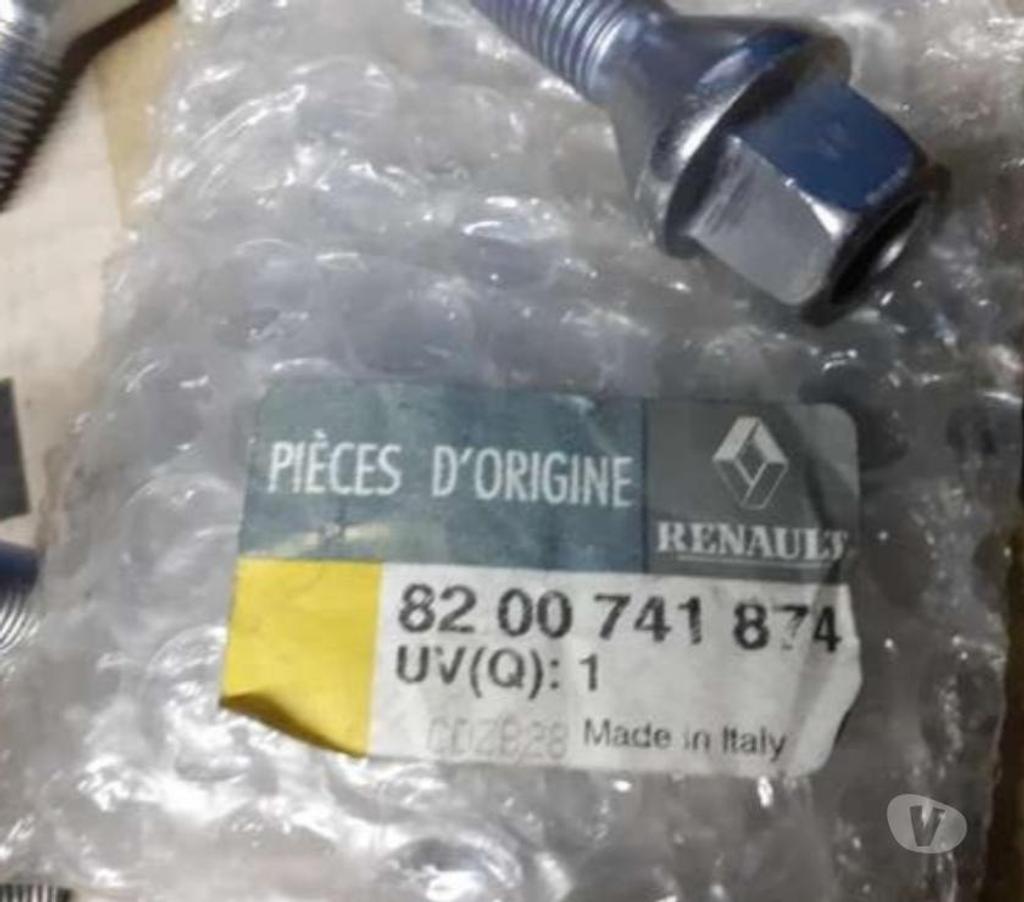 PIÈCES D'ORIGINE
RENAULT
82 00 741 874
UV(Q): 1
Made in Italy
V